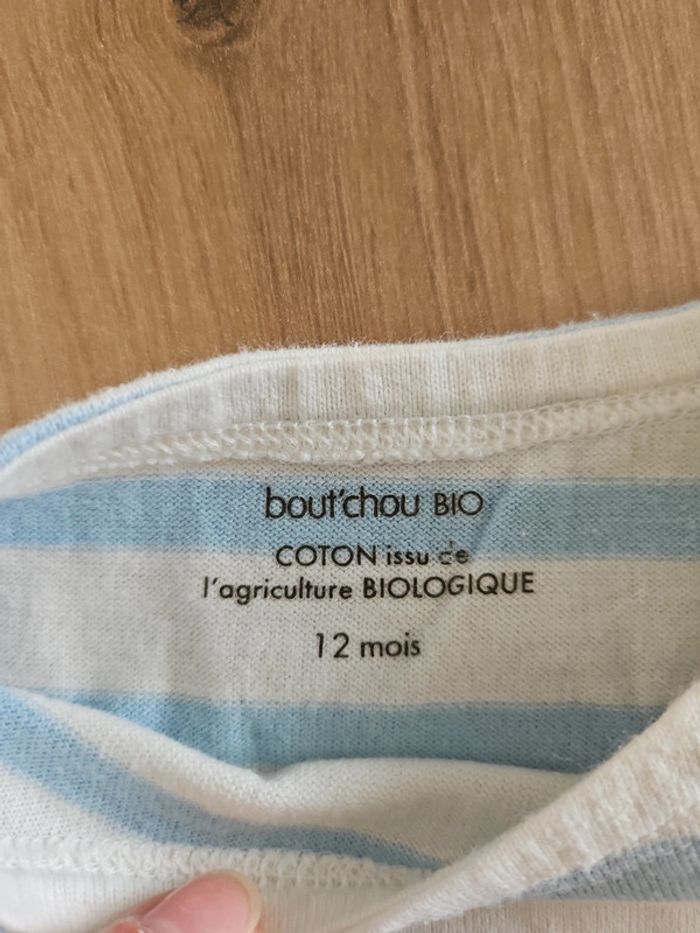 bout'chou BIO
COTON issu de
l'agriculture BIOLOGIQUE
12 mois